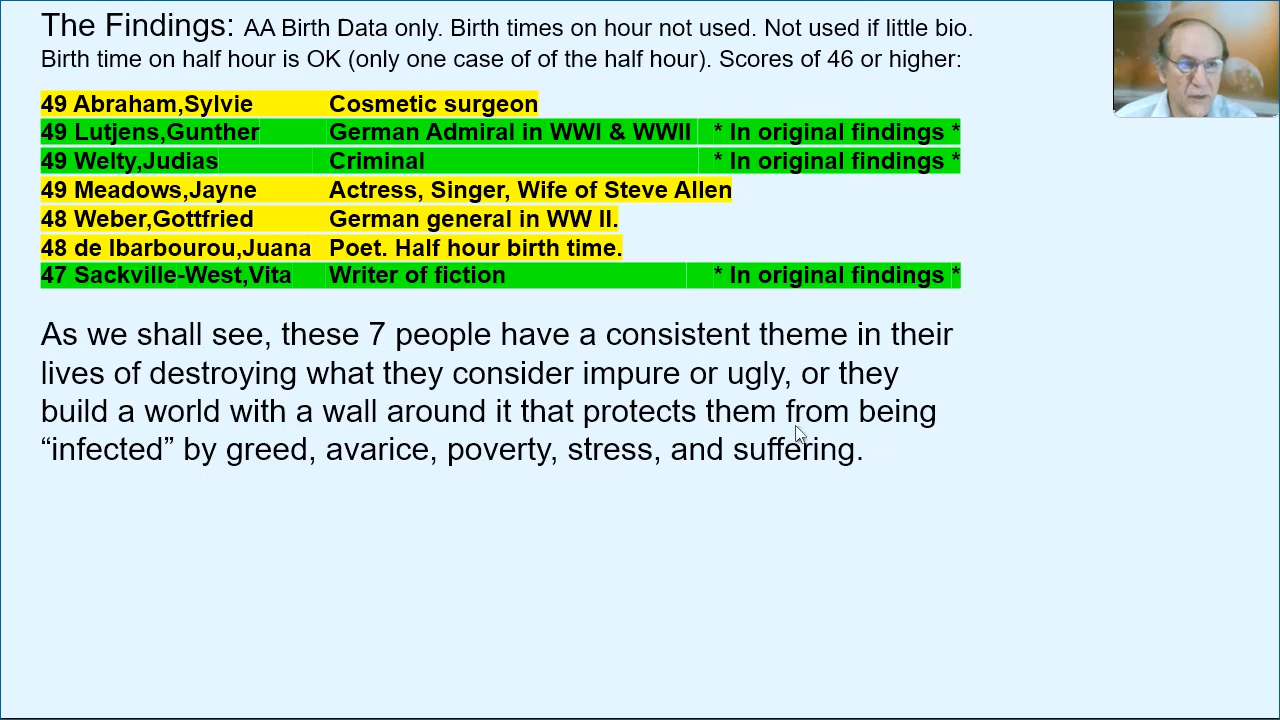 The Findings: AA Birth Data only. Birth times on hour not used. Not used if little bio.
Birth time on half hour is OK (only one case of of the half hour). Scores of 46 or higher:
49 Abraham,Sylvie Cosmetic surgeon
49 Lutjens,Gunther German Admiral in WWI & WWII * In original findings *
49 Welty,Judias Criminal * In original findings *
49 Meadows,Jayne Actress, Singer, Wife of Steve Allen
48 Weber,Gottfried German general in WW II.
48 de Ibarbourou,Juana Poet. Half hour birth time.
47 Sackville-West,Vita Writer of fiction * In original findings *
As we shall see, these 7 people have a consistent theme in their
lives of destroying what they consider impure or ugly, or they
build a world with a wall around it that protects them from being
“infected” by greed, avarice, poverty, stress, and suffering.